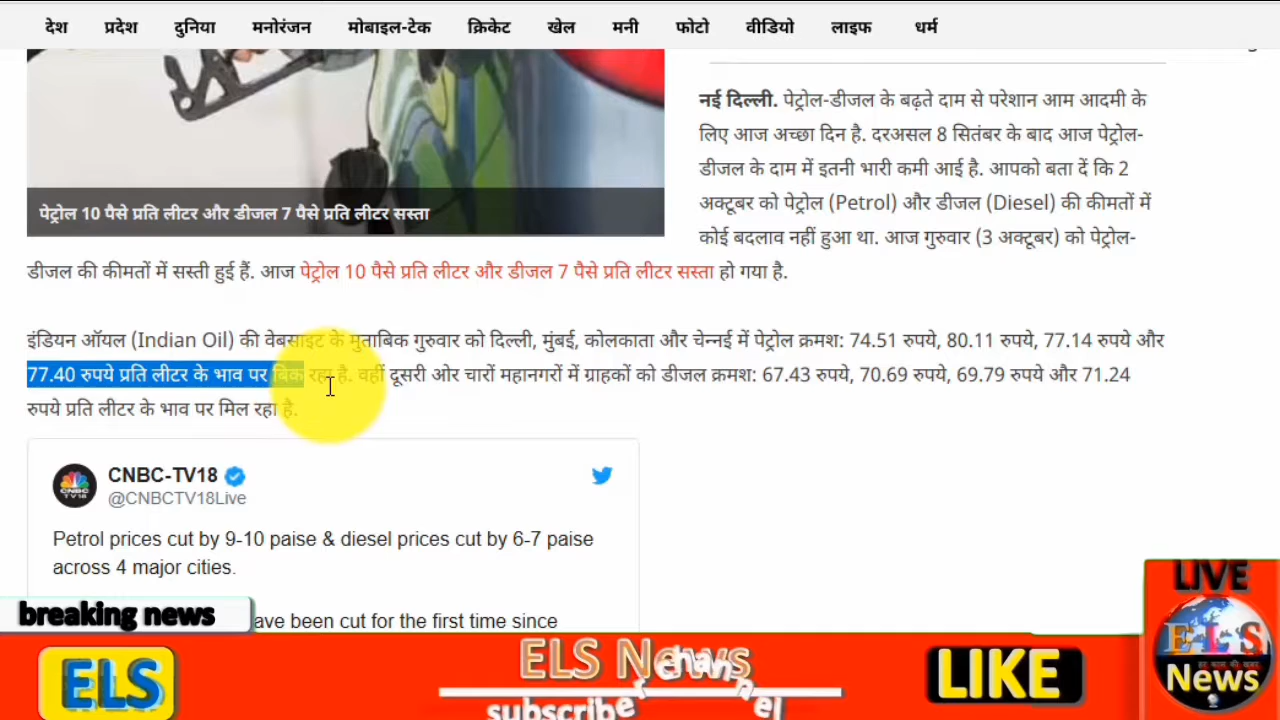 देश प्रदेश दुनिया मनोरंजन मोबाइल-टेक क्रिकेट खेल मनी फोटो वीडियो लाइफ धर्म
पेट्रोल 10 पैसे प्रति लीटर और डीजल 7 पैसे प्रति लीटर सस्ता
नई दिल्ली. पेट्रोल-डीजल के बढ़ते दाम से परेशान आम आदमी के
लिए आज अच्छा दिन है. दरअसल 8 सितंबर के बाद आज पेट्रोल-
डीजल के दाम में इतनी भारी कमी आई है. आपको बता दें कि 2
अक्टूबर को पेट्रोल (Petrol) और डीजल (Diesel) की कीमतों में
कोई बदलाव नहीं हुआ था. आज गुरुवार (3 अक्टूबर) को पेट्रोल-
डीजल की कीमतों में सस्ती हुई हैं. आज पेट्रोल 10 पैसे प्रति लीटर और डीजल 7 पैसे प्रति लीटर सस्ता हो गया है.
इंडियन ऑयल (Indian Oil) की वेबसाइट के मुताबिक गुरुवार को दिल्ली, मुंबई, कोलकाता और चेन्नई में पेट्रोल क्रमश: 74.51 रुपये, 80.11 रुपये, 77.14 रुपये और
77.40 रुपये प्रति लीटर के भाव पर बिक रहा है. वहीं दूसरी ओर चारों महानगरों में ग्राहकों को डीजल क्रमश: 67.43 रुपये, 70.69 रुपये, 69.79 रुपये और 71.24
रुपये प्रति लीटर के भाव पर मिल रहा है.
CNBC-TV18
@CNBCTV18Live
CNBC
TV18
Petrol prices cut by 9-10 paise & diesel prices cut by 6-7 paise
across 4 major cities.
ave been cut for the first time since
breaking news
ELS
ELS News
subscribe channel
LIKE
LIVE
ELS
News